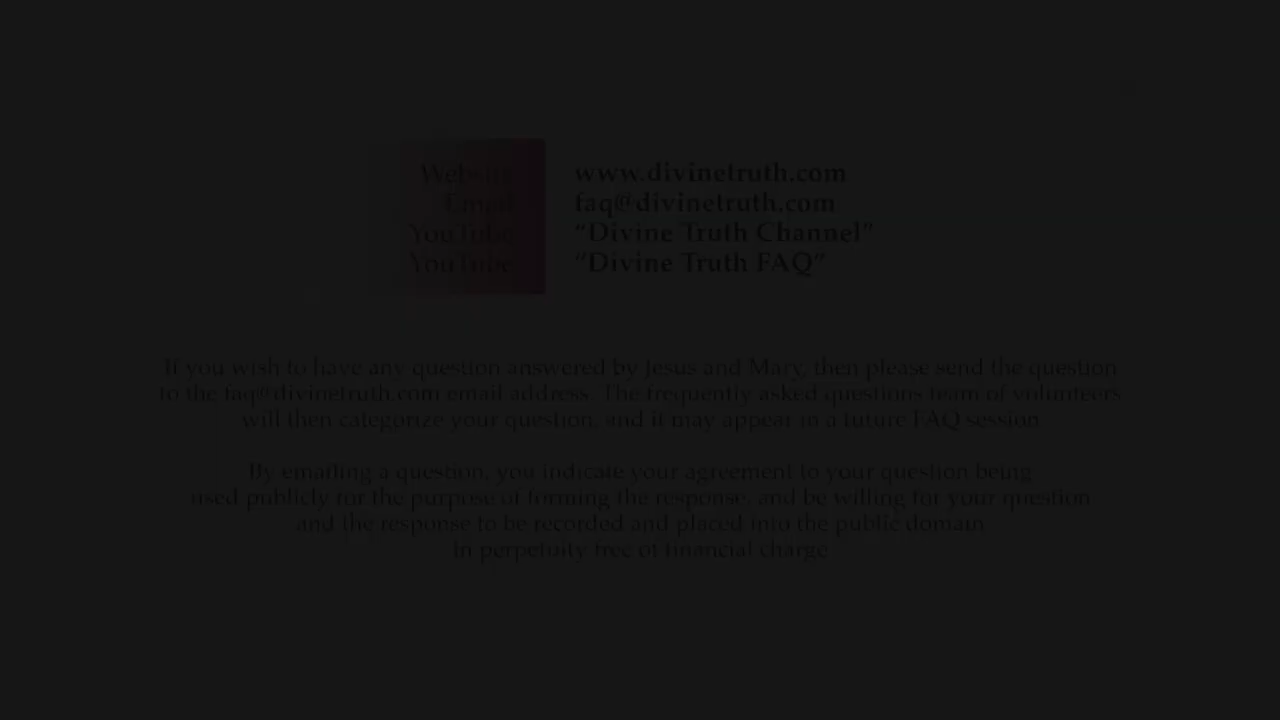 Website www.divinetruth.com
Email faq@divinetruth.com
YouTube “Divine Truth Channel”
YouTube “Divine Truth FAQ”
If you wish to have any question answered by Jesus and Mary, then please send the question
to the faq@divinetruth.com email address. The frequently asked questions team of volunteers
will then categorize your question, and it may appear in a future FAQ session
By emailing a question, you indicate your agreement to your question being
used publicly for the purpose of forming the response, and be willing for your question
and the response to be recorded and placed into the public domain
in perpetuity free of financial charge